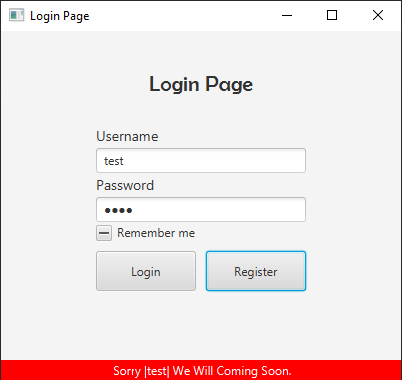 Login Page
Login Page
Username
test
Password
••••
Remember me
Login Register
Sorry |test| We Will Coming Soon.